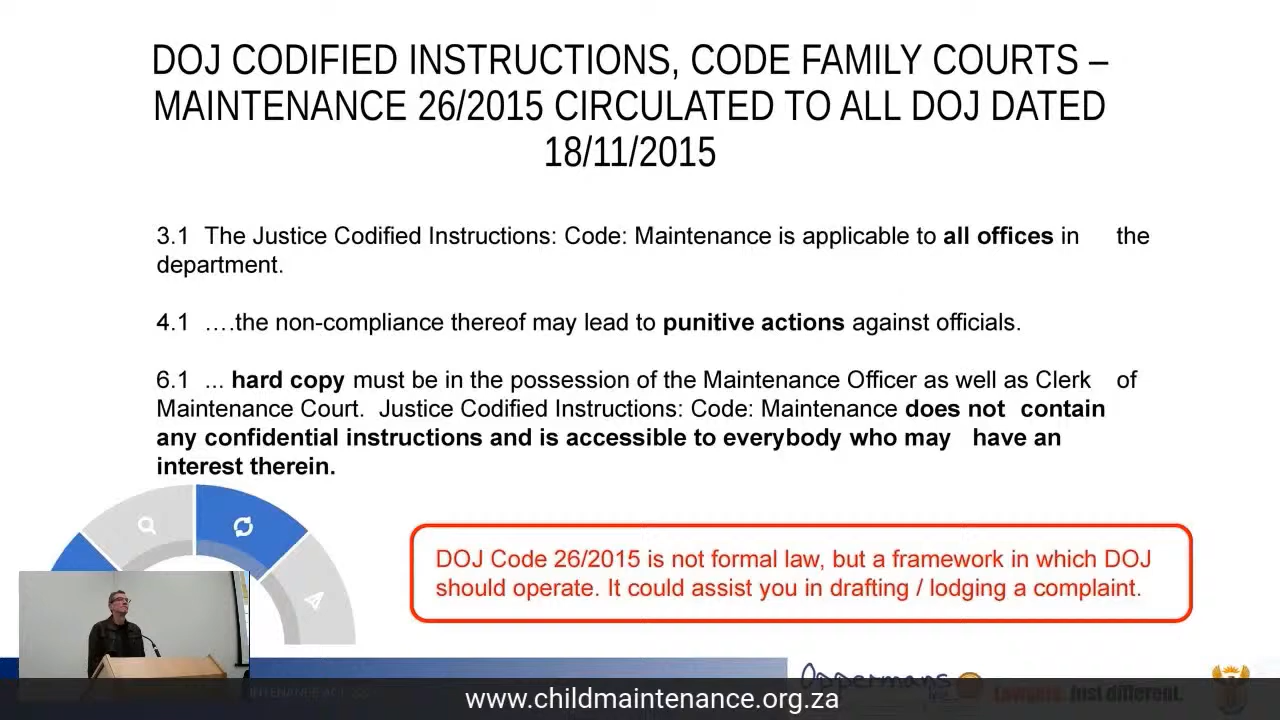 DOJ CODIFIED INSTRUCTIONS, CODE FAMILY COURTS –
MAINTENANCE 26/2015 CIRCULATED TO ALL DOJ DATED
18/11/2015
3.1 The Justice Codified Instructions: Code: Maintenance is applicable to all offices in the
department.
4.1 ….the non-compliance thereof may lead to punitive actions against officials.
6.1 ... hard copy must be in the possession of the Maintenance Officer as well as Clerk of
Maintenance Court. Justice Codified Instructions: Code: Maintenance does not contain
any confidential instructions and is accessible to everybody who may have an
interest therein.
DOJ Code 26/2015 is not formal law, but a framework in which DOJ
should operate. It could assist you in drafting / lodging a complaint.
Oppermans
Lawyers. Just different.
www.childmaintenance.org.za